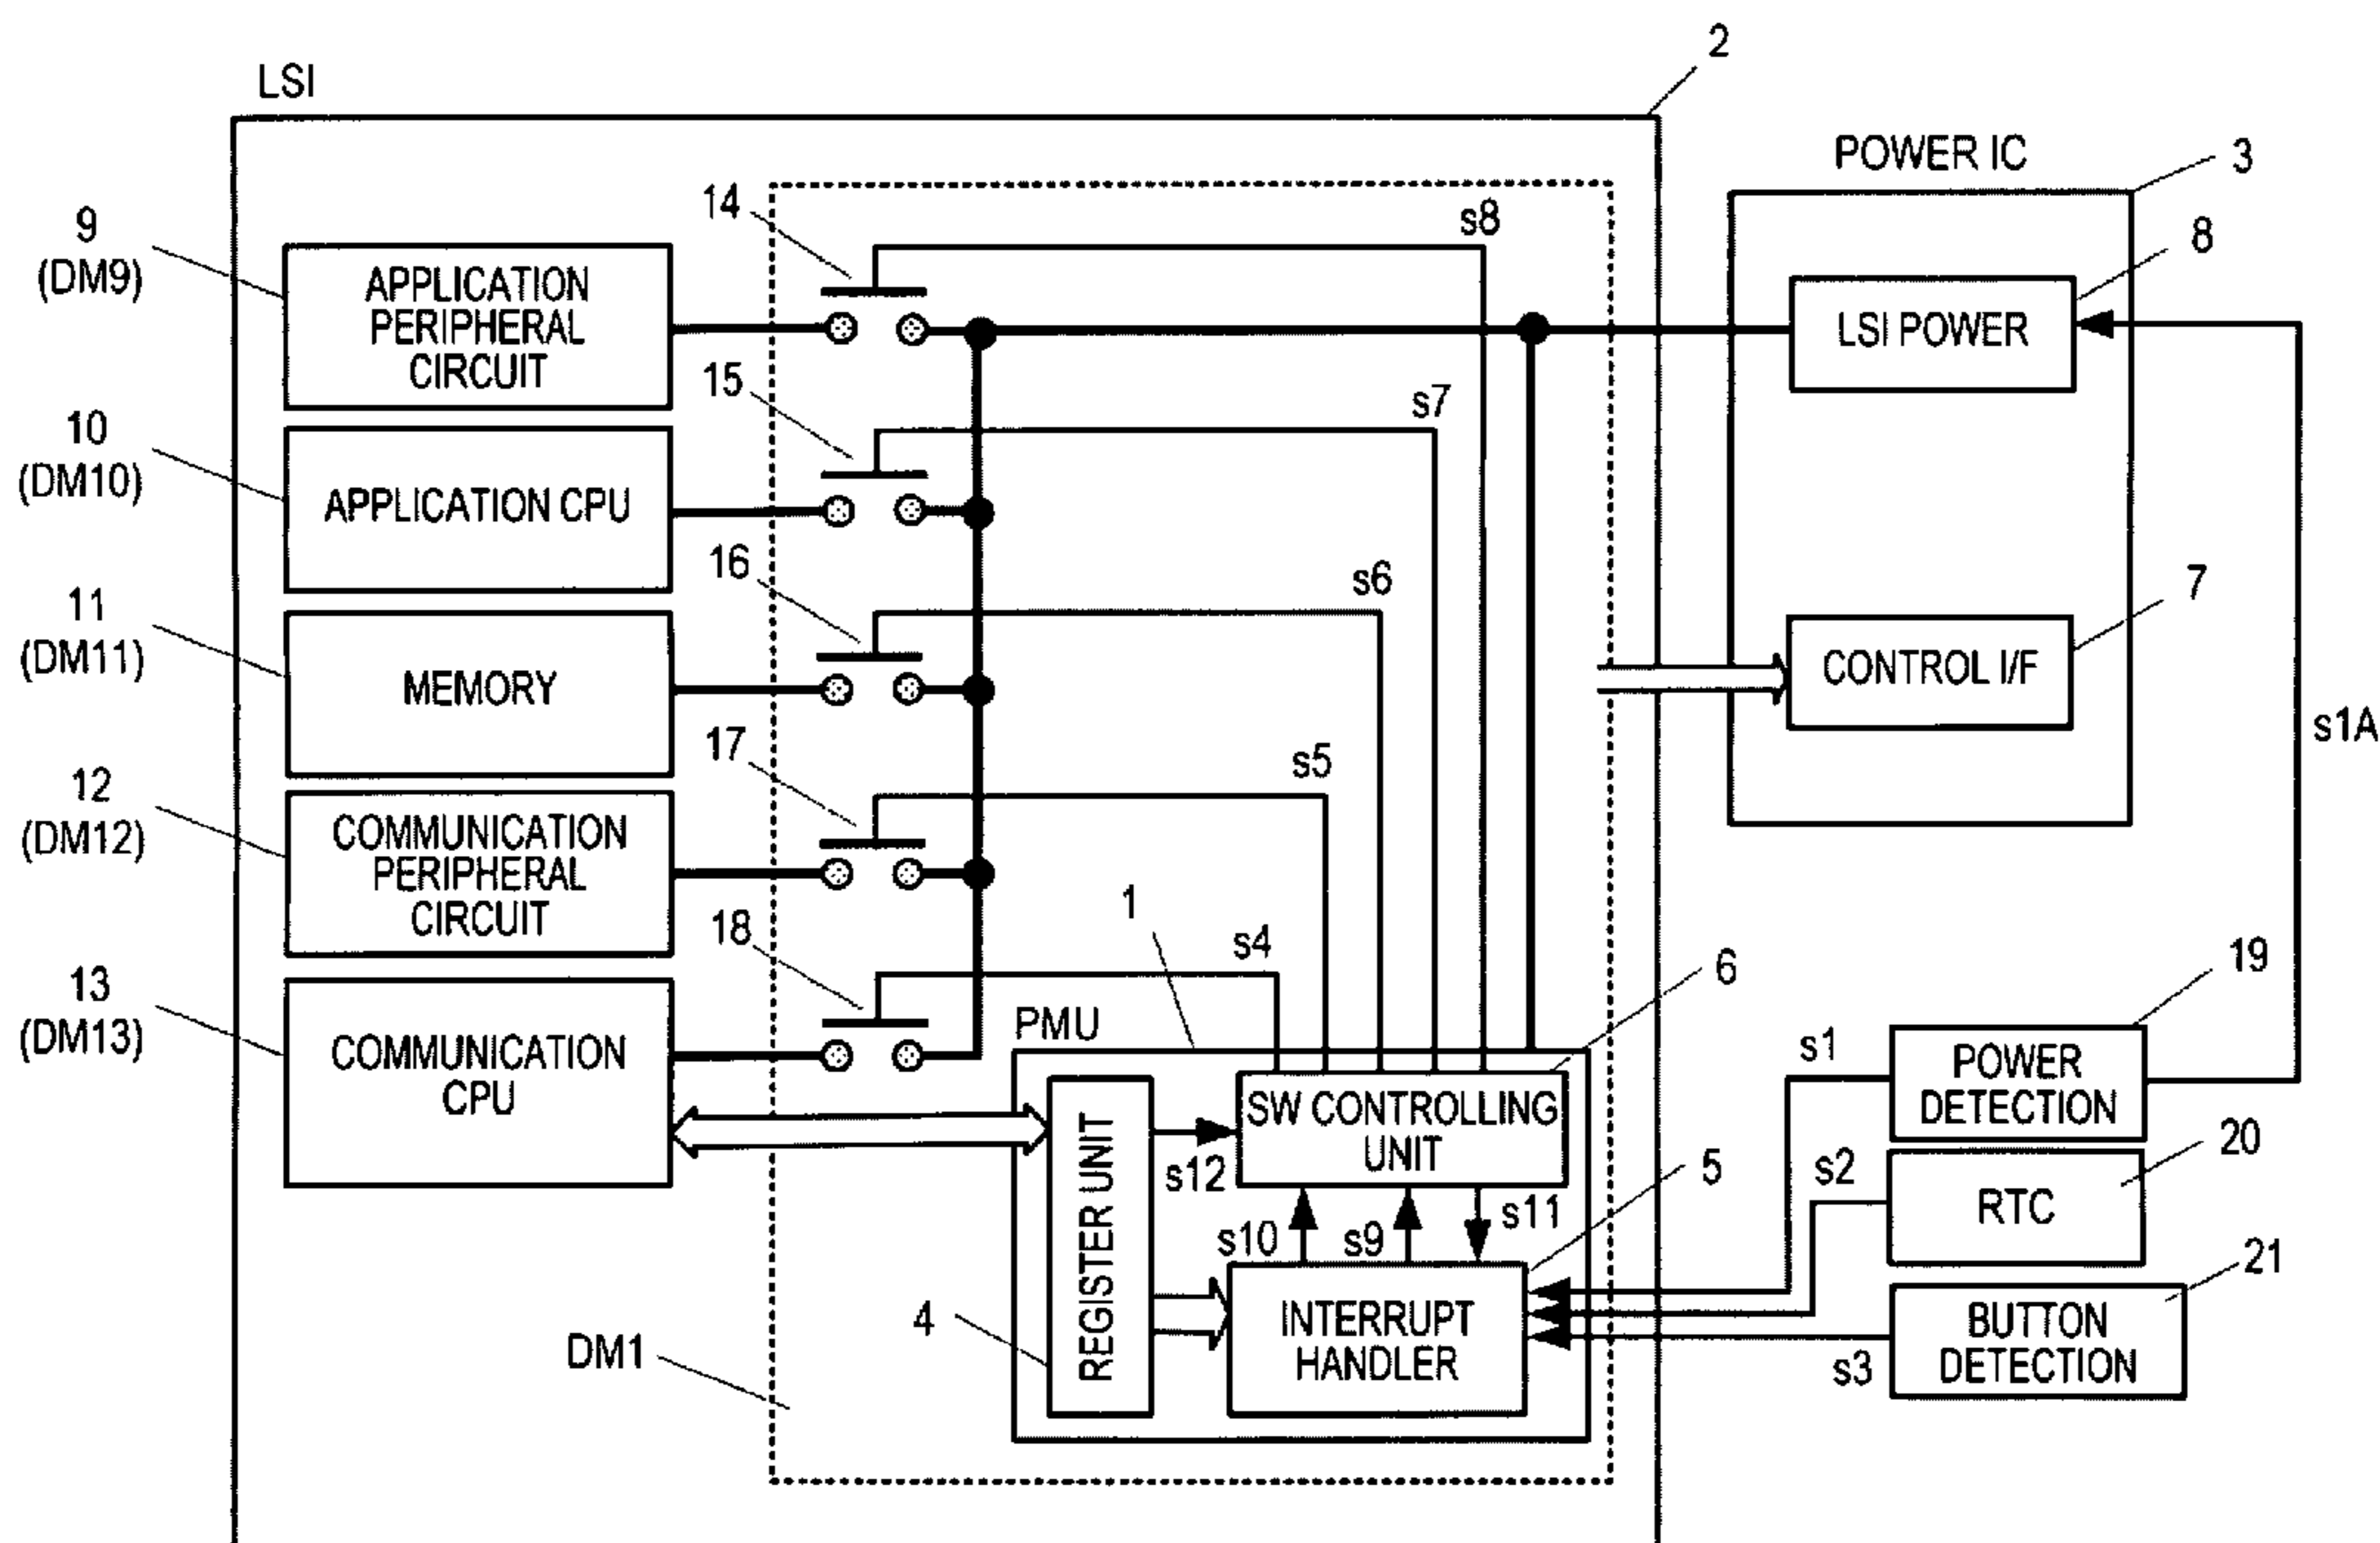 2
LSI
POWER IC
3
9
(DM9)
14
s8
8
APPLICATION
PERIPHERAL
CIRCUIT
LSI POWER
15
s7
10
(DM10)
APPLICATION CPU
16
s6
7
11
(DM11)
MEMORY
CONTROL I/F
s1A
17
s5
12
(DM12)
COMMUNICATION
PERIPHERAL
CIRCUIT
18
1
s4
6
19
13
(DM13)
COMMUNICATION
CPU
PMU
s1
POWER
DETECTION
SW CONTROLLING
UNIT
s12
REGISTER UNIT
5
s2
20
RTC
s10
s9
s11
21
4
INTERRUPT
HANDLER
DM1
s3
BUTTON
DETECTION